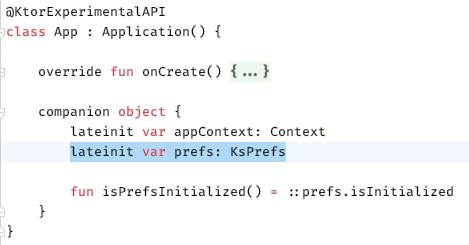 @KtorExperimentalAPI
class App : Application() {
override fun onCreate() {...}
companion object {
lateinit var appContext: Context
lateinit var prefs: KsPrefs
fun isPrefsInitialized() = ::prefs.isInitialized
}
}